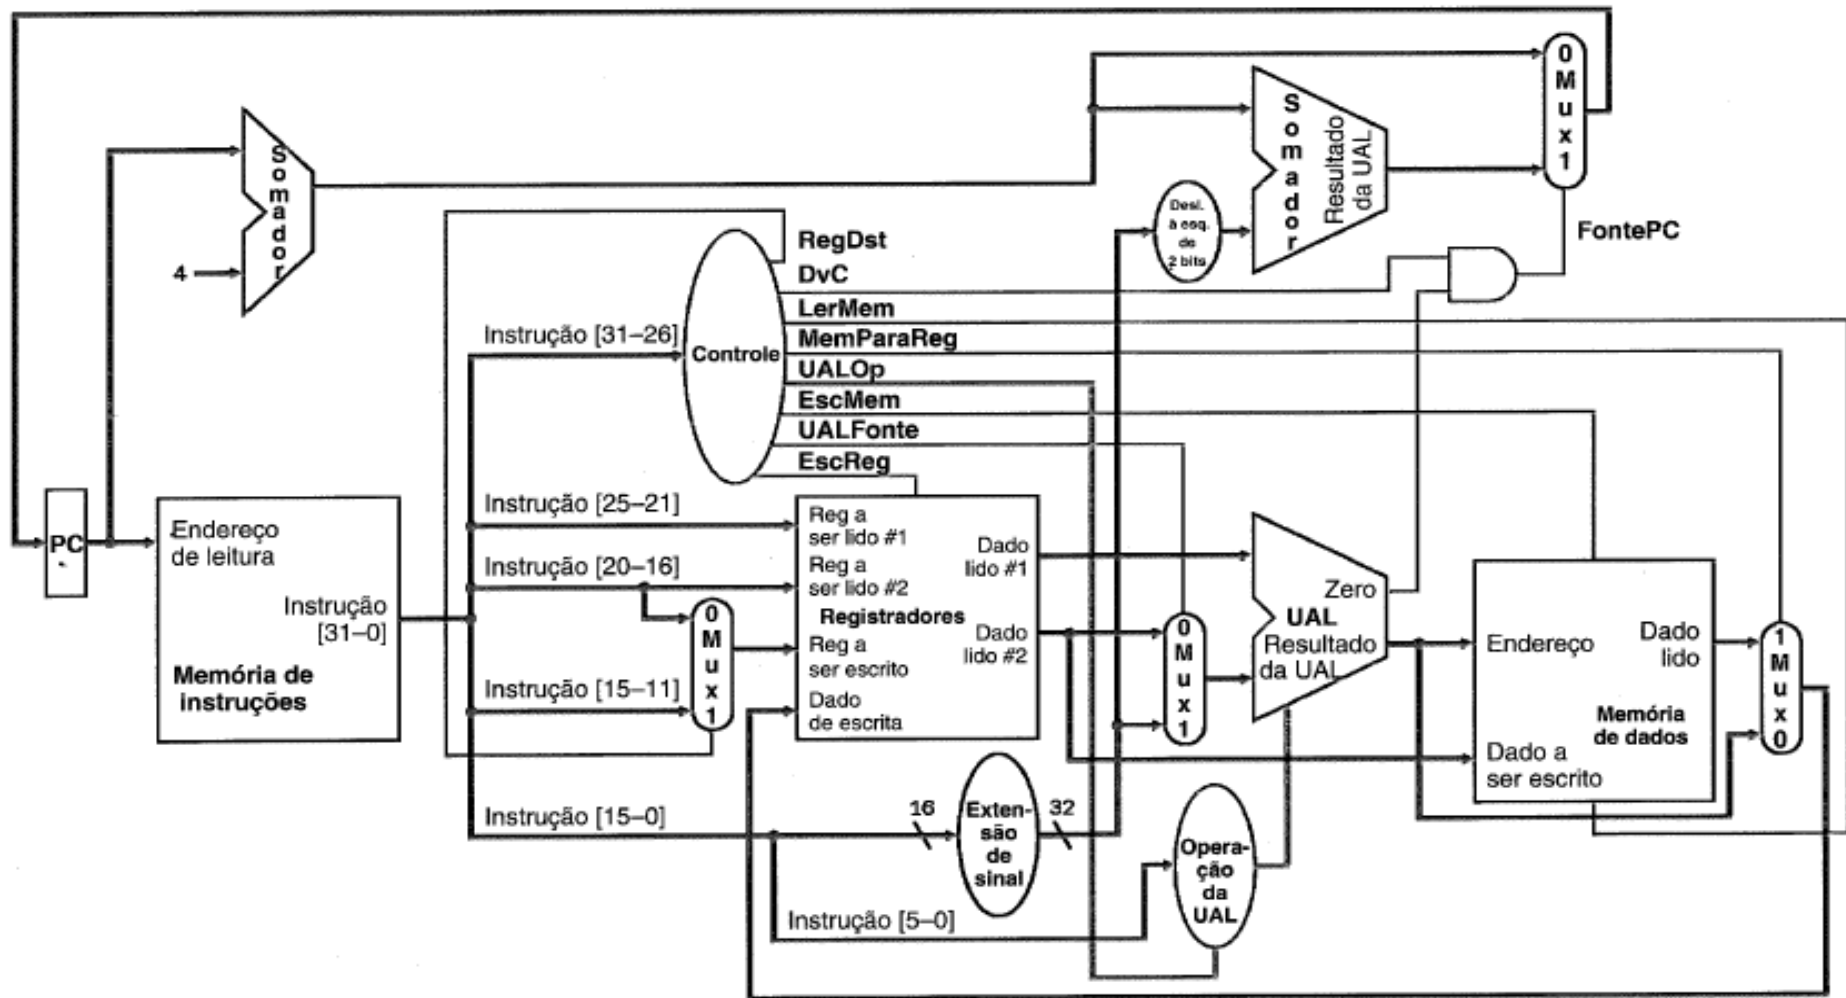 0
M
u
x
1
Somador
4
Somador
Resultado
da UAL
Desl.
à esq.
de
2 bits
FontePC
RegDst
DvC
LerMem
MemParaReg
UALOp
EscMem
UALFonte
EscReg
Controle
Instrução [31–26]
Instrução [25–21]
Instrução [20–16]
Instrução [15–11]
Instrução [15–0]
Instrução [5–0]
PC
Endereço
de leitura
Instrução
[31–0]
Memória de
instruções
0
M
u
x
1
Reg a
ser lido #1
Reg a
ser lido #2
Registradores
Reg a
ser escrito
Dado
de escrita
Dado
lido #1
Dado
lido #2
16
Exten-
são
de
sinal
32
0
M
u
x
1
Zero
UAL
Resultado
da UAL
Opera-
ção
da
UAL
Endereço
Dado
lido
Memória
de dados
Dado a
ser escrito
1
M
u
x
0